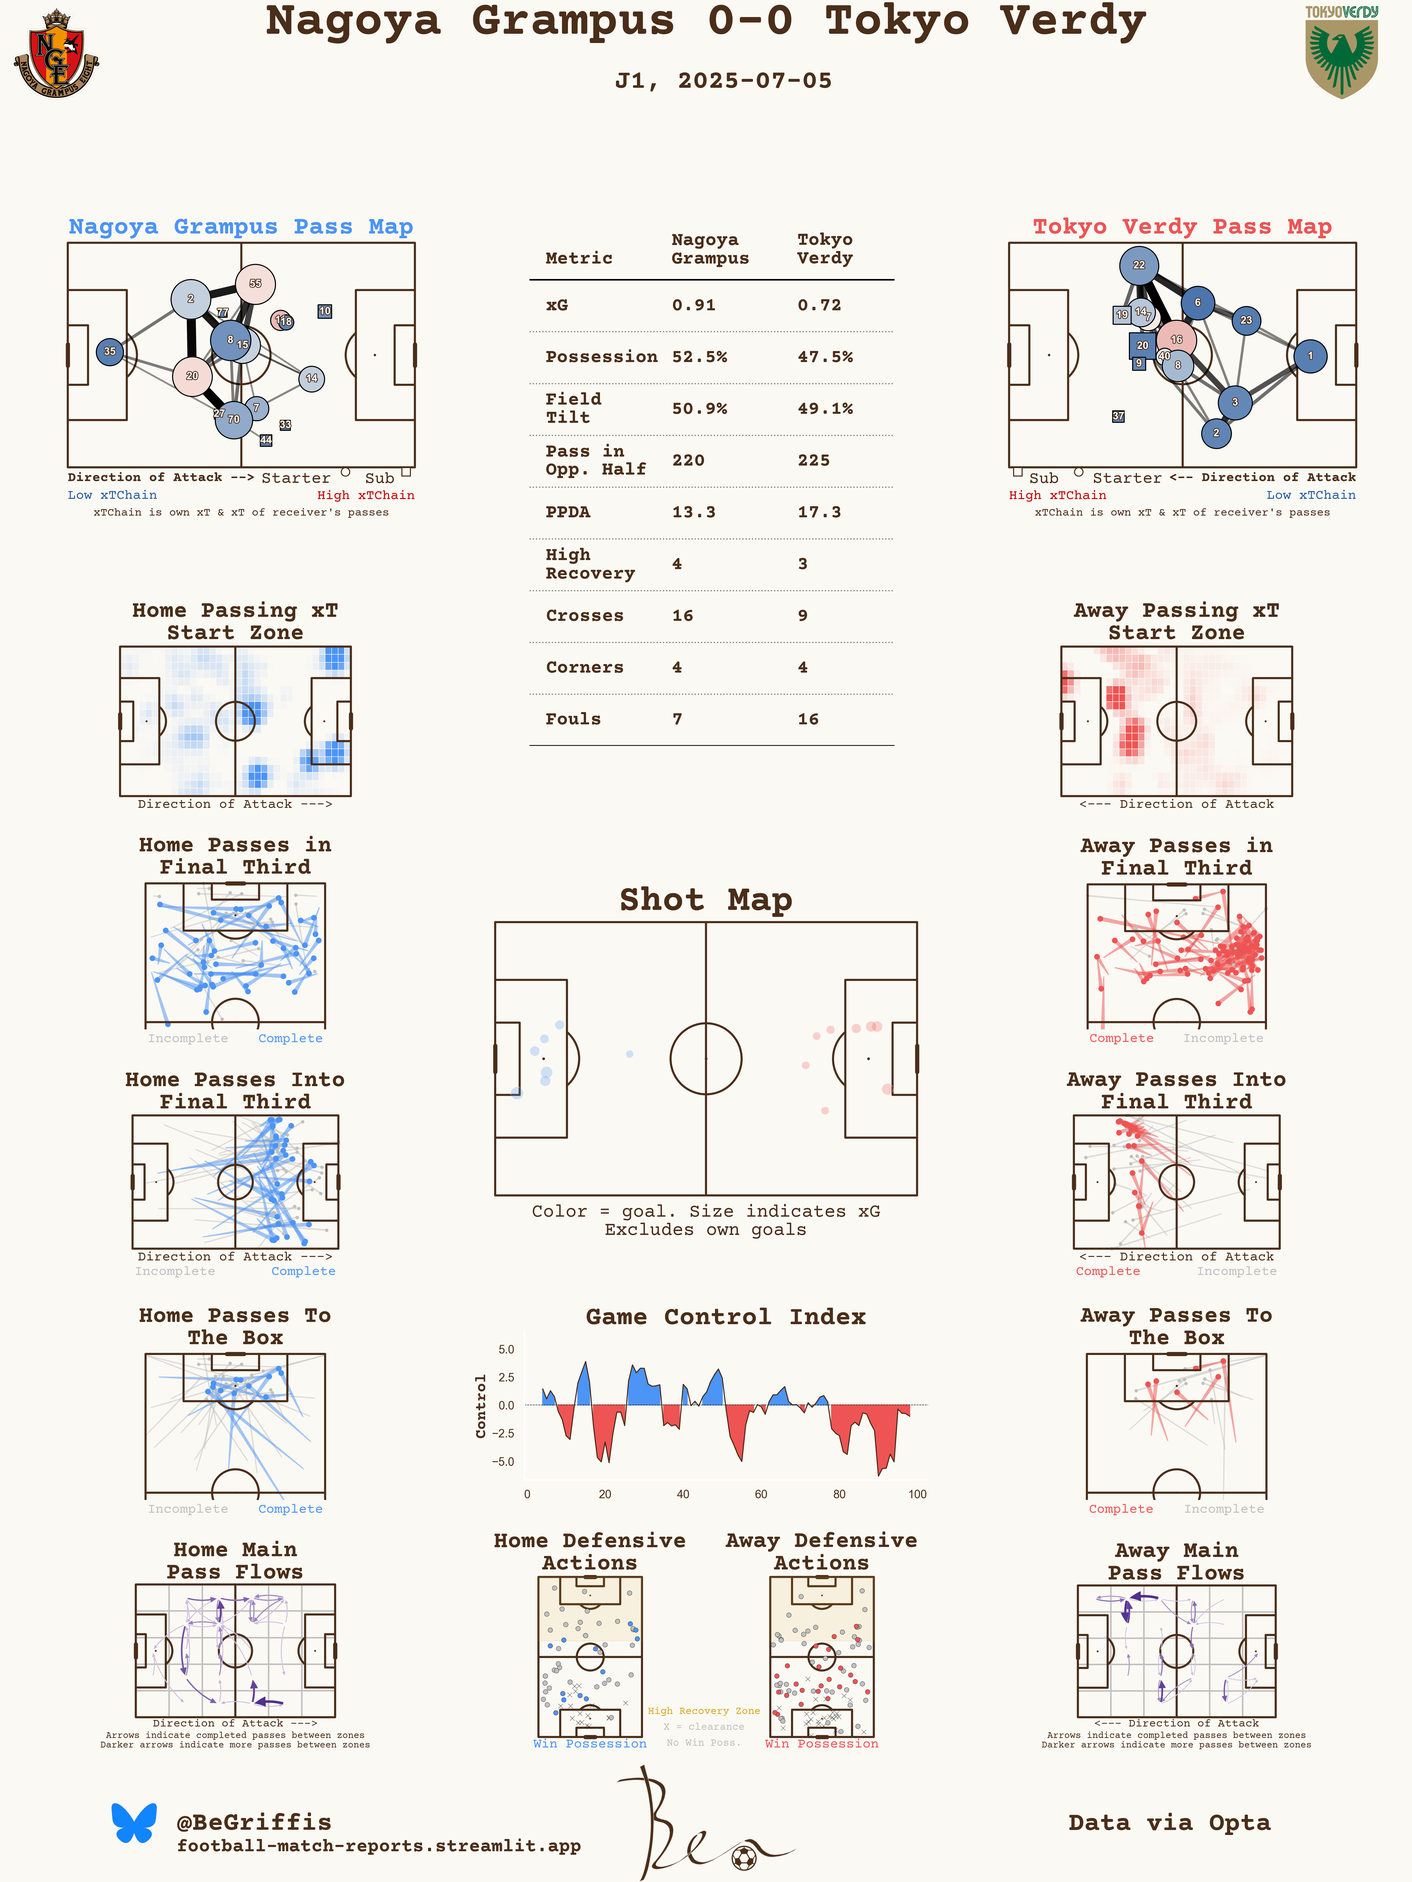 Nagoya Grampus 0-0 Tokyo Verdy
J1, 2025-07-05
NAGOYA GRAMPUS EIGHT
TOKYO VERDY
Nagoya Grampus Pass Map
2
55
77
10
18
8
15
35
20
14
27
70
7
33
44
Direction of Attack --> Starter Sub
Low xTChain High xTChain
xTChain is own xT & xT of receiver's passes
Metric Nagoya Grampus Tokyo Verdy
xG 0.91 0.72
Possession 52.5% 47.5%
Field Tilt 50.9% 49.1%
Pass in Opp. Half 220 225
PPDA 13.3 17.3
High Recovery 4 3
Crosses 16 9
Corners 4 4
Fouls 7 16
Tokyo Verdy Pass Map
22
6
19
14
7
23
20
16
40
9
8
1
3
37
2
Sub Starter <-- Direction of Attack
High xTChain Low xTChain
xTChain is own xT & xT of receiver's passes
Home Passing xT
Start Zone
Direction of Attack --->
Away Passing xT
Start Zone
<--- Direction of Attack
Home Passes in
Final Third
Incomplete Complete
Away Passes in
Final Third
Complete Incomplete
Shot Map
Color = goal. Size indicates xG
Excludes own goals
Home Passes Into
Final Third
Direction of Attack --->
Incomplete Complete
Away Passes Into
Final Third
<--- Direction of Attack
Complete Incomplete
Home Passes To
The Box
Incomplete Complete
Game Control Index
Control
5.0
2.5
0.0
−2.5
−5.0
0 20 40 60 80 100
Away Passes To
The Box
Complete Incomplete
Home Main
Pass Flows
Direction of Attack --->
Arrows indicate completed passes between zones
Darker arrows indicate more passes between zones
Home Defensive
Actions
Win Possession
High Recovery Zone
X = clearance
No Win Poss.
Away Defensive
Actions
Win Possession
Away Main
Pass Flows
<--- Direction of Attack
Arrows indicate completed passes between zones
Darker arrows indicate more passes between zones
@BeGriffis
football-match-reports.streamlit.app
Ben
Data via Opta